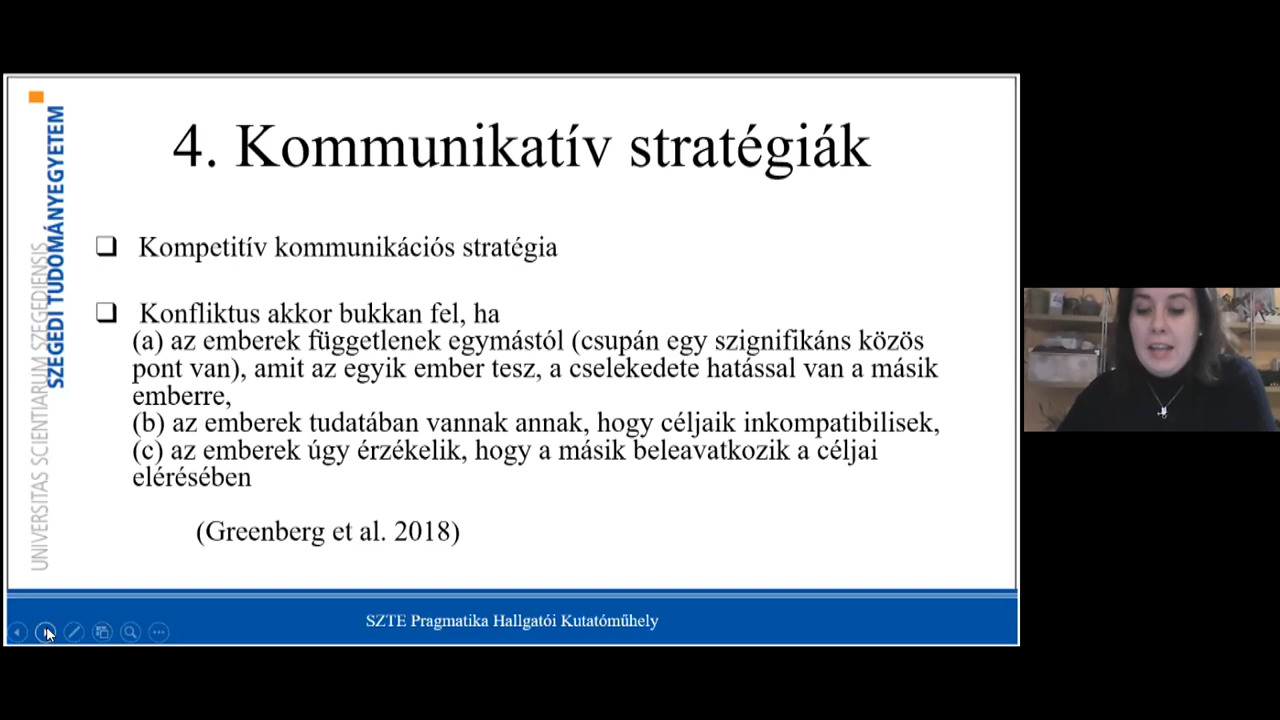 UNIVERSITAS SCIENTIARUM SZEGEDIENSIS
SZEGEDI TUDOMÁNYEGYETEM
4. Kommunikatív stratégiák
❑ Kompetitív kommunikációs stratégia
❑ Konfliktus akkor bukkan fel, ha
(a) az emberek függetlenek egymástól (csupán egy szignifikáns közös
pont van), amit az egyik ember tesz, a cselekedete hatással van a másik
emberre,
(b) az emberek tudatában vannak annak, hogy céljaik inkompatibilisek,
(c) az emberek úgy érzékelik, hogy a másik beleavatkozik a céljai
elérésében
(Greenberg et al. 2018)
SZTE Pragmatika Hallgatói Kutatóműhely